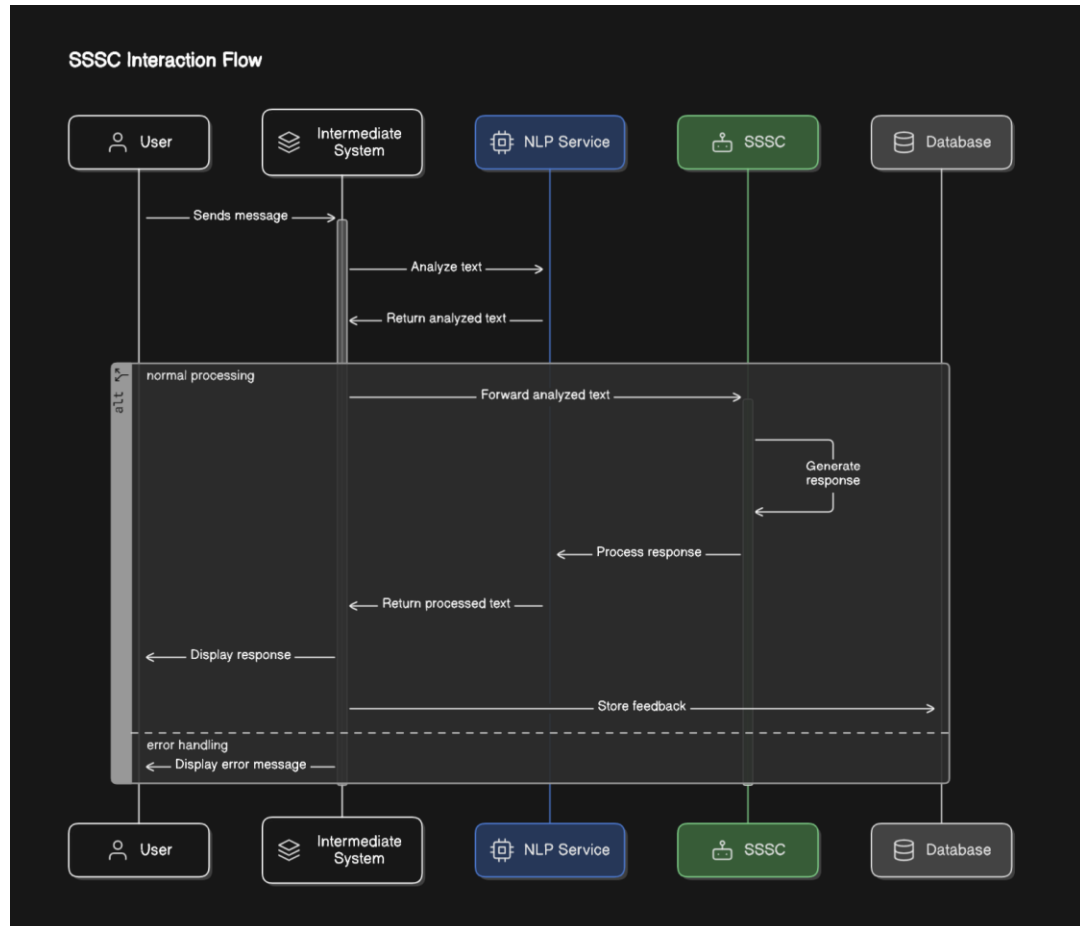 SSSC Interaction Flow
User
Intermediate
System
NLP Service
SSSC
Database
Sends message
Analyze text
Return analyzed text
alt
normal processing
Forward analyzed text
Generate
response
Process response
Return processed text
Display response
Store feedback
error handling
Display error message
User
Intermediate
System
NLP Service
SSSC
Database